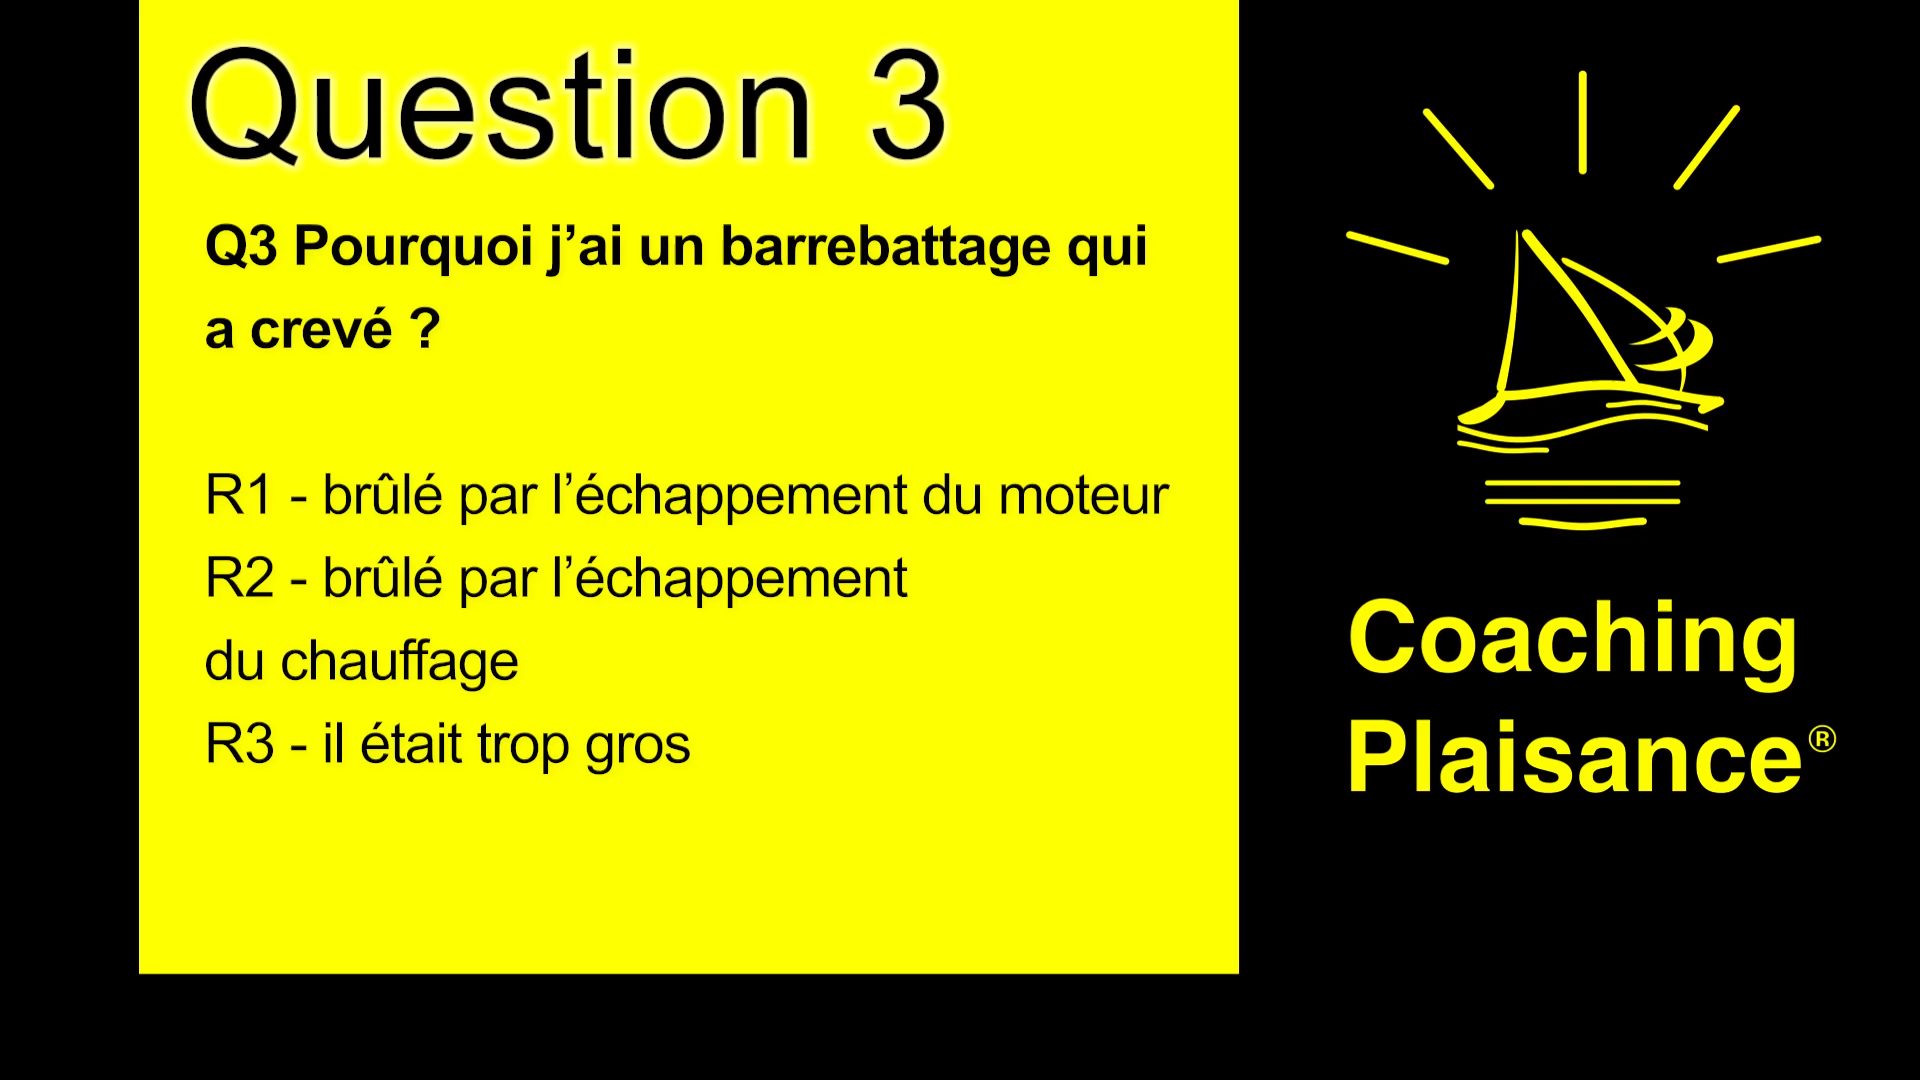 Question 3
Q3 Pourquoi j’ai un barrebattage qui
a crevé ?
R1 - brûlé par l’échappement du moteur
R2 - brûlé par l’échappement
du chauffage
R3 - il était trop gros
Coaching
Plaisance®